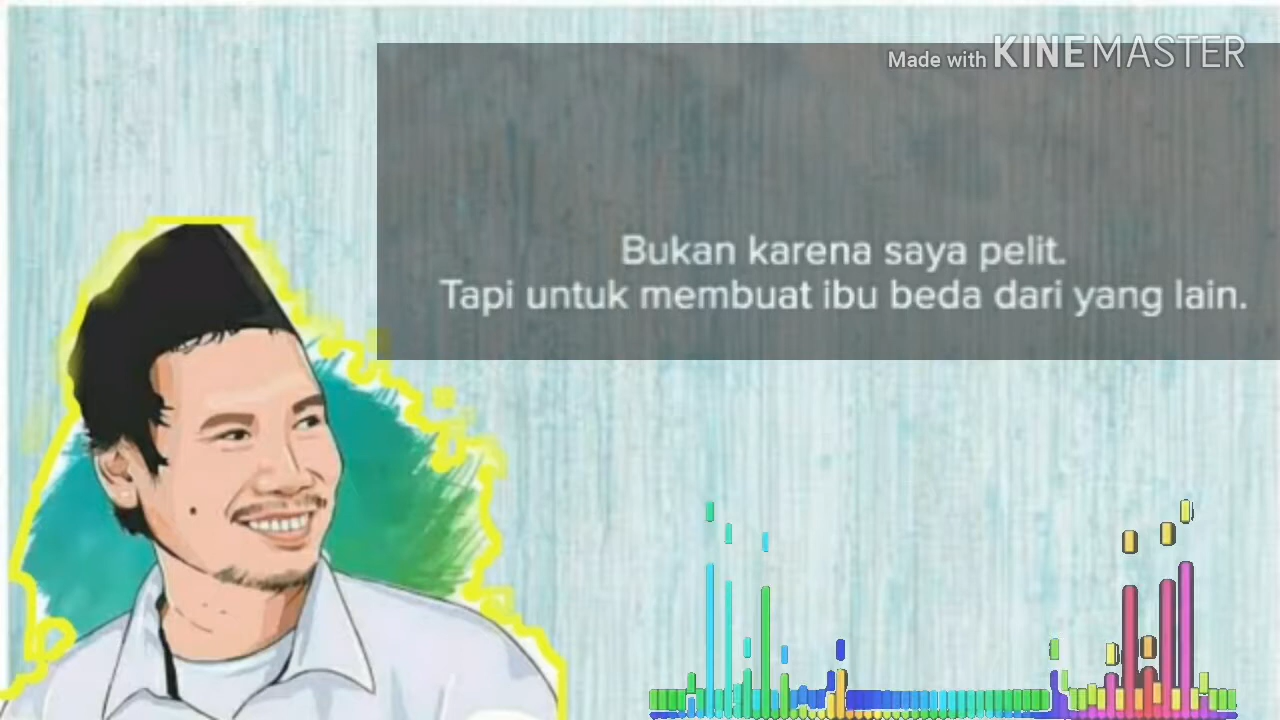 Made with KINEMASTER
Bukan karena saya pelit.
Tapi untuk membuat ibu beda dari yang lain.